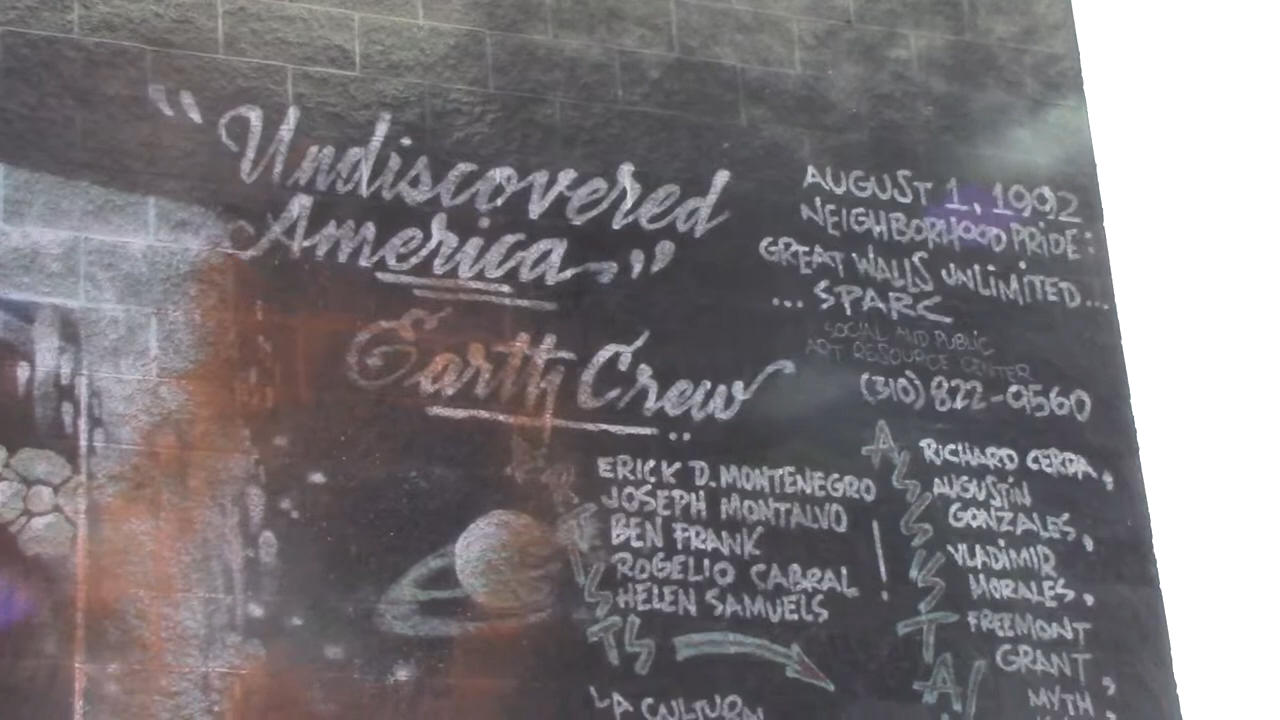 "Undiscovered
America"
Earth Crew
AUGUST 1, 1992
NEIGHBORHOOD PRIDE:
GREAT WALLS UNLIMITED...
... SPARC
SOCIAL AND PUBLIC
ART RESOURCE CENTER
(310) 822-9560
ERICK D. MONTENEGRO
JOSEPH MONTALVO
BEN FRANK
ROGELIO CABRAL
HELEN SAMUELS
RICHARD CERDA,
AUGUSTIN
GONZALES,
VLADIMIR
MORALES,
FREEMONT
GRANT,
MYTH,
LA CULTURAL